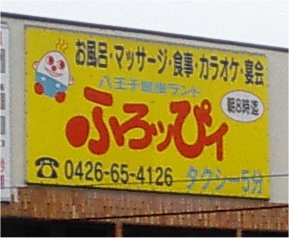 お風呂・マッサージ・食事・カラオケ・宴会
八王子健康ランド
ふろッぴィ
朝8時迄
☎0426-65-4126
タクシー5分